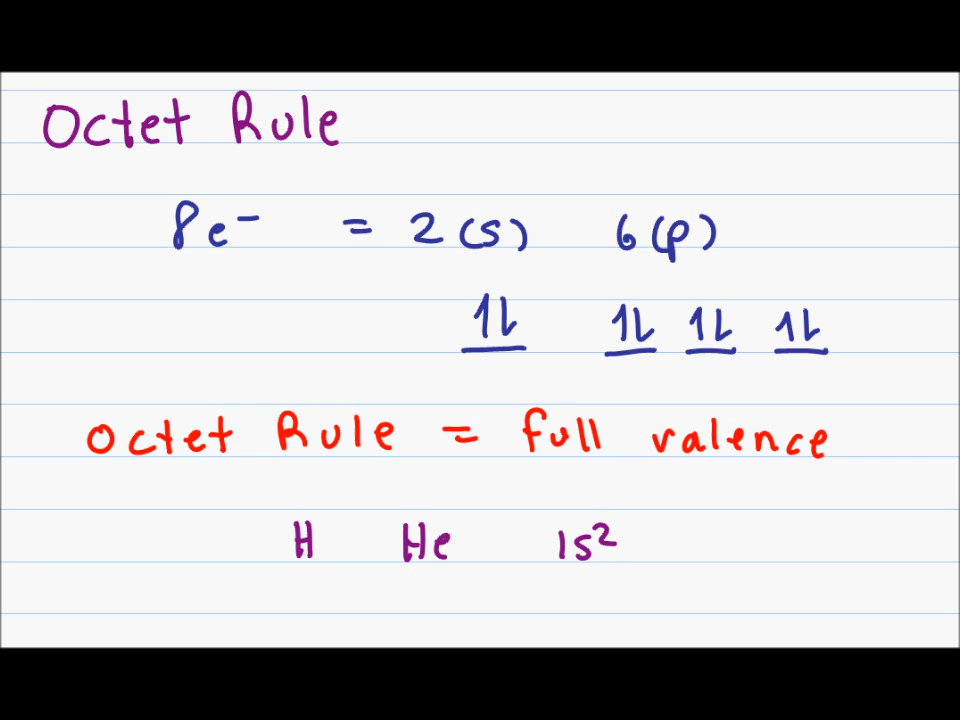 Octet Rule
8e⁻ = 2(s) 6(p)
1L 1L 1L 1L
Octet Rule = full valence
H He 1s²